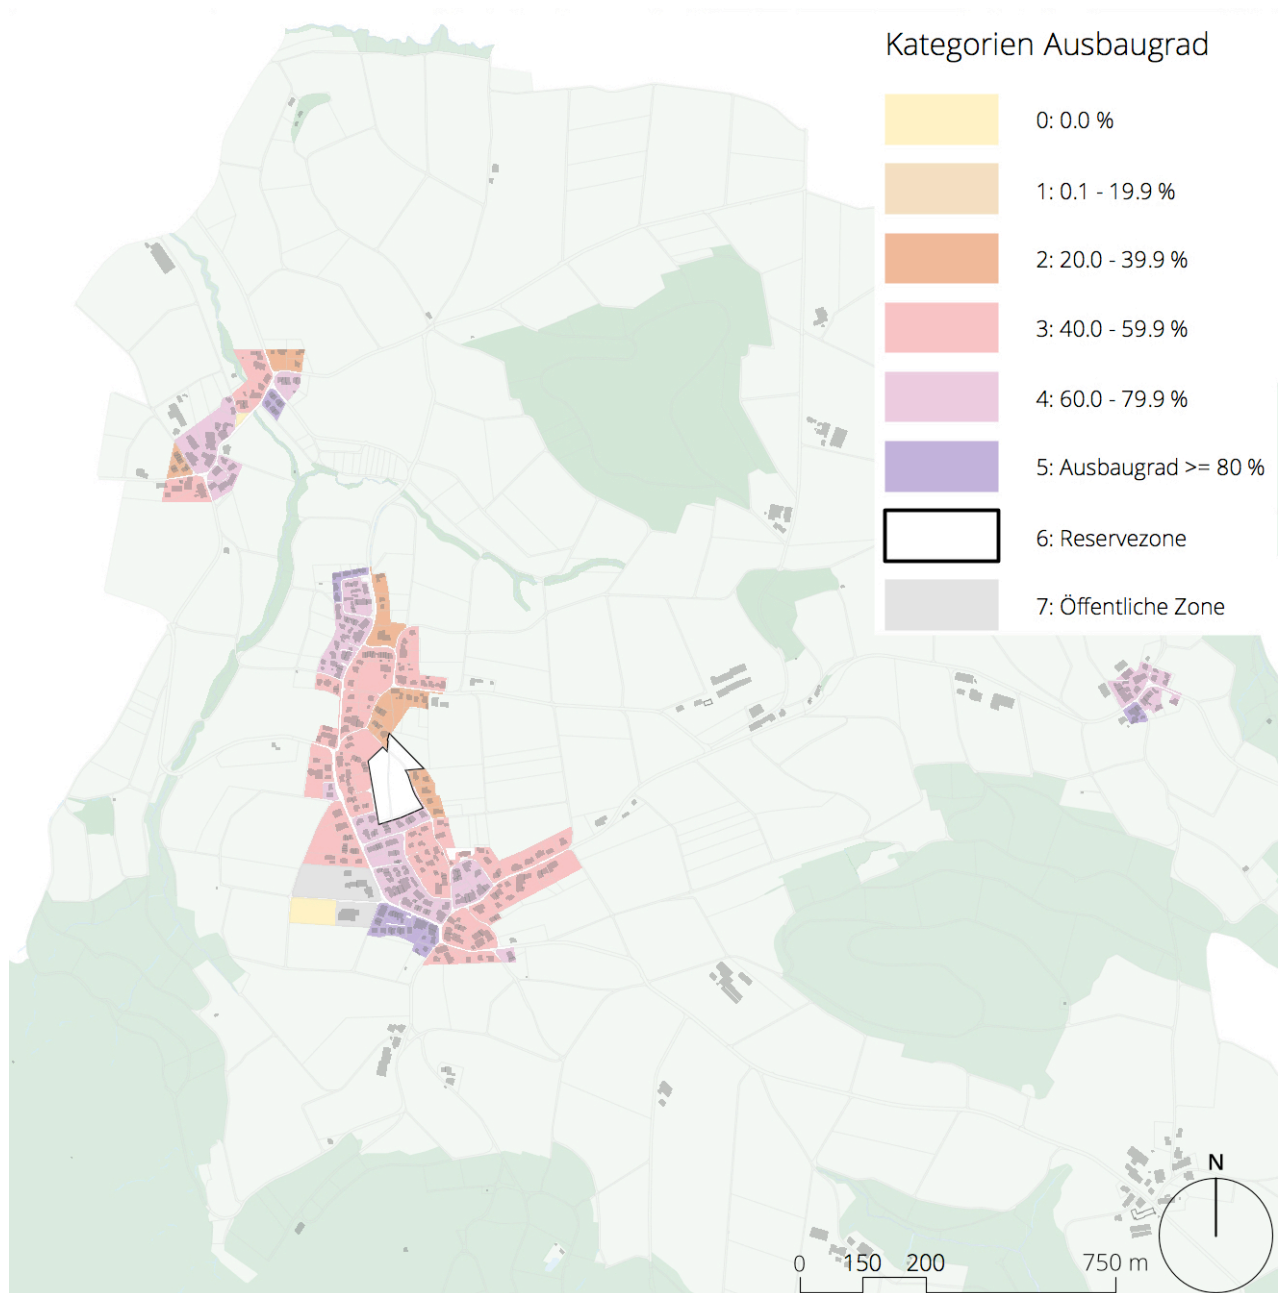 Kategorien Ausbaugrad
0: 0.0 %
1: 0.1 - 19.9 %
2: 20.0 - 39.9 %
3: 40.0 - 59.9 %
4: 60.0 - 79.9 %
5: Ausbaugrad >= 80 %
6: Reservezone
7: Öffentliche Zone
N
0 150 200 750 m